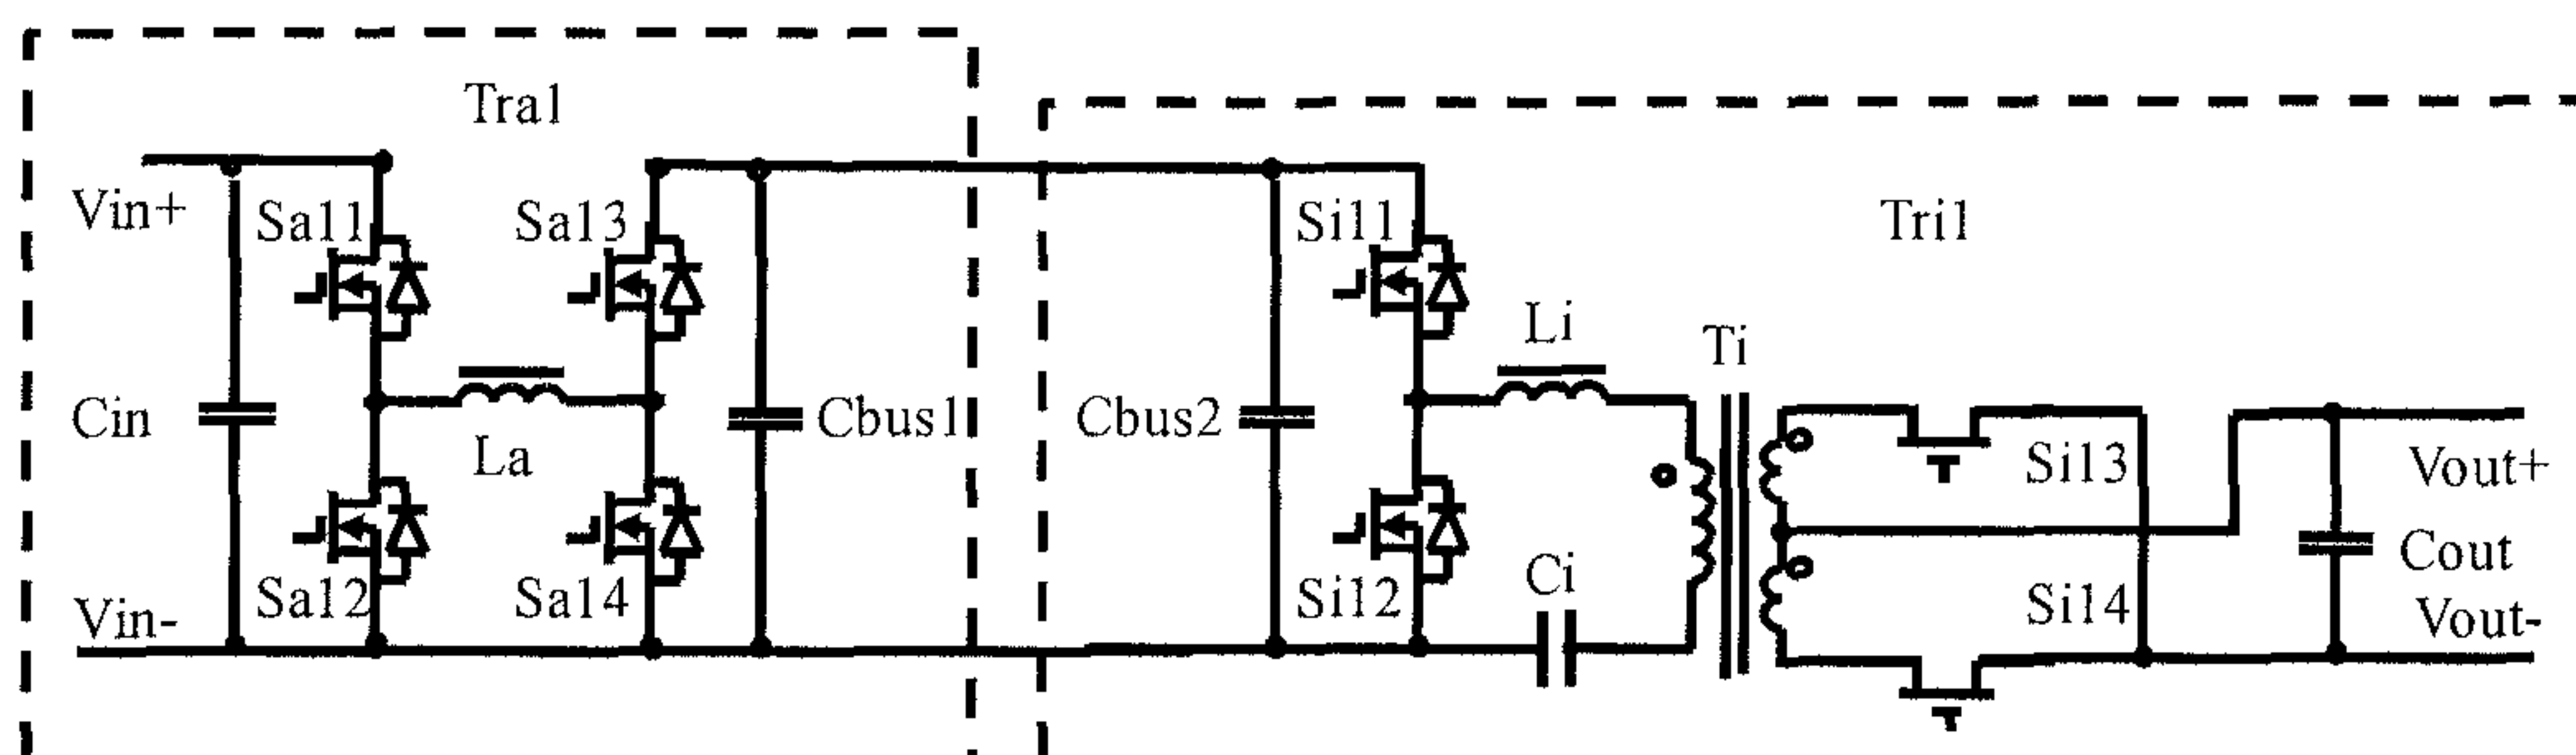 Tra1
Vin+
Sa11
Sa13
Si11
Tri1
Li
Ti
Cin
La
Cbus1
Cbus2
Si13
Vout+
Vin-
Sa12
Sa14
Si12
Ci
Si14
Cout
Vout-